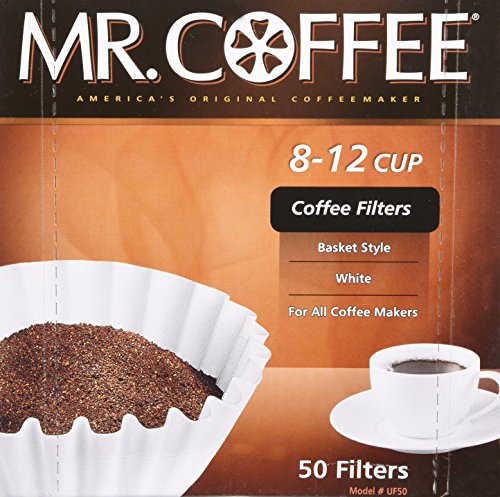 MR. COFFEE®
AMERICA'S ORIGINAL COFFEEMAKER
8-12 CUP
Coffee Filters
Basket Style
White
For All Coffee Makers
50 Filters
Model # UF50